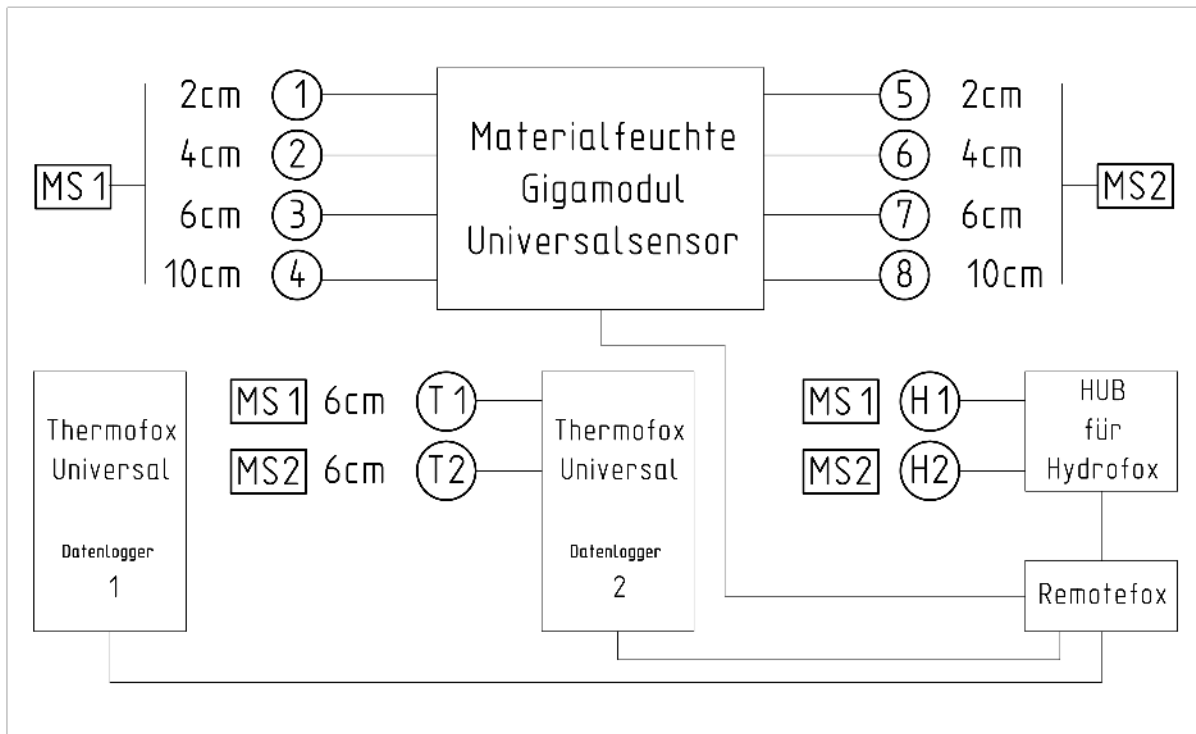 2cm 1
4cm 2
MS1
6cm 3
10cm 4
Materialfeuchte
Gigamodul
Universalsensor
5 2cm
6 4cm
MS2
7 6cm
8 10cm
Thermofox
Universal
Datenlogger
1
MS1 6cm T1
MS2 6cm T2
Thermofox
Universal
Datenlogger
2
MS1 H1
MS2 H2
HUB
für
Hydrofox
Remotefox